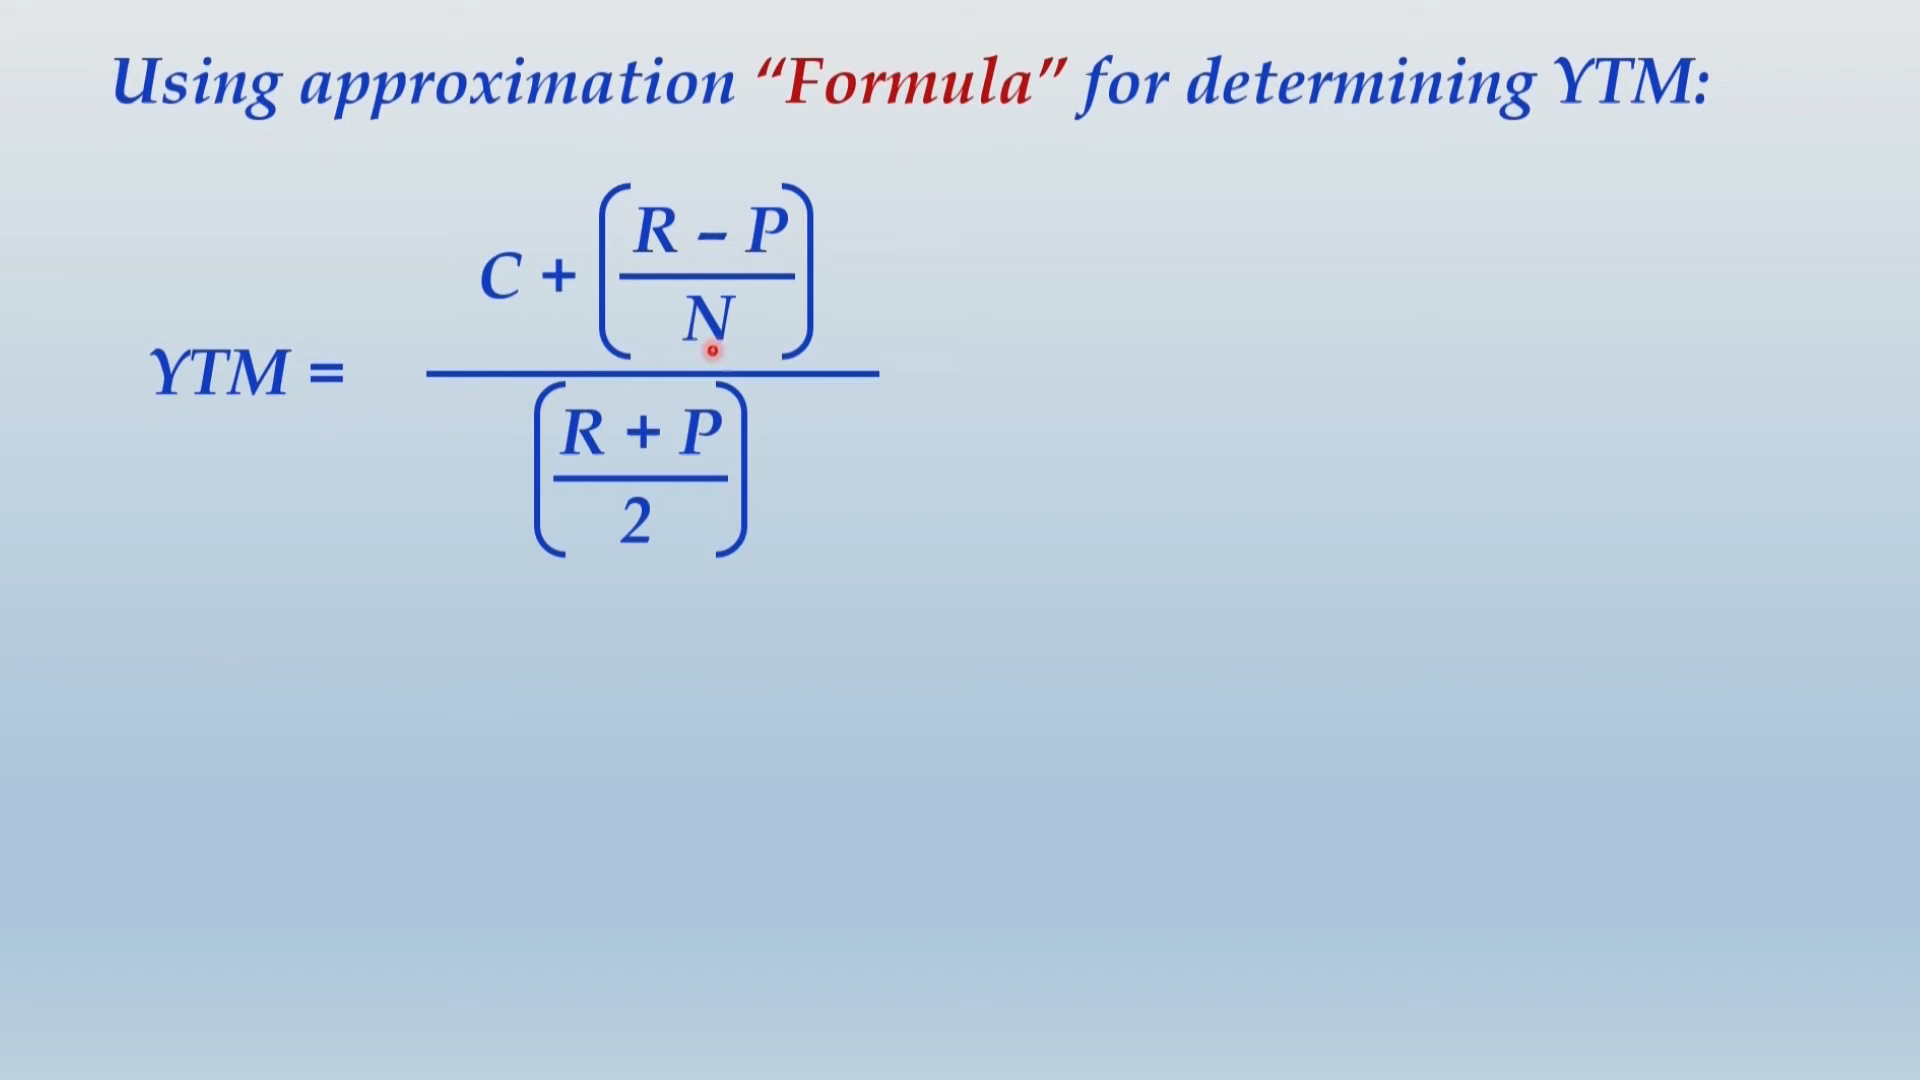 Using approximation “Formula” for determining YTM:
R – P
C +
N
YTM =
R + P
2